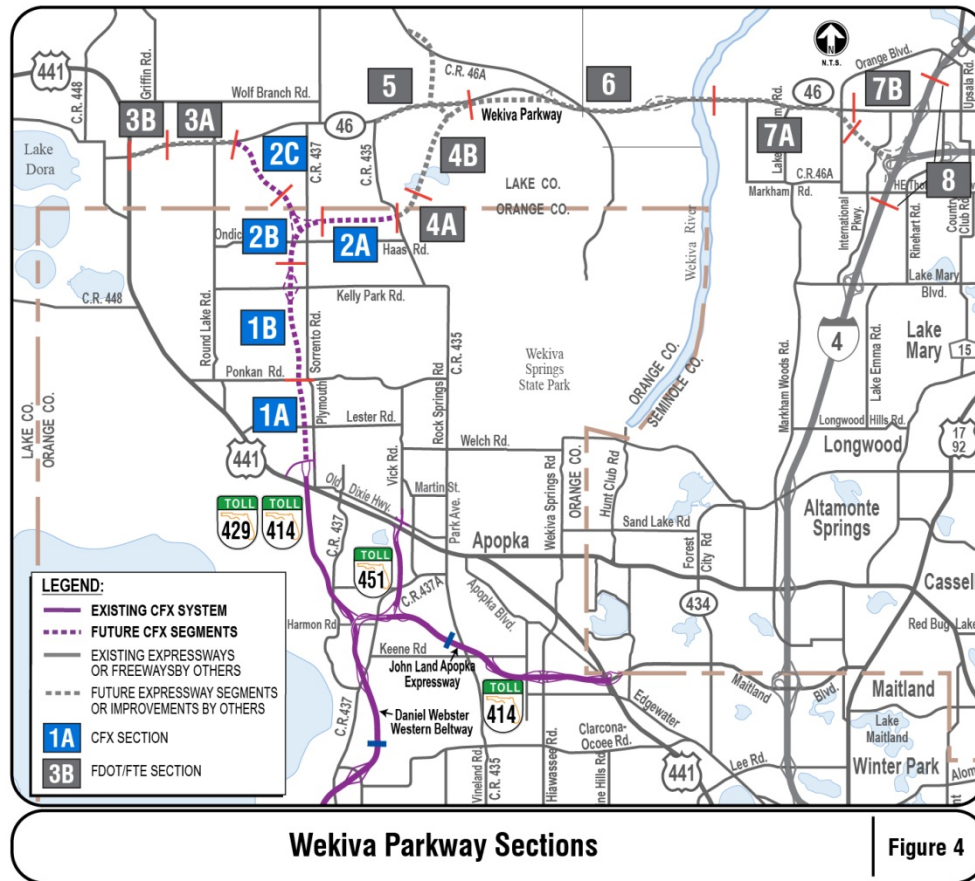 441
C.R. 448
Griffin Rd.
Wolf Branch Rd.
5
C.R. 46A
6
N.T.S.
Orange Blvd.
Upsala Rd.
3B
3A
46
C.R. 437
C.R. 435
Wekiva Parkway
4B
46
7B
7A
Lake
Dora
2C
LAKE CO.
ORANGE CO.
Markham Rd.
C.R.46A
8
2B
2A
4A
Haas Rd.
Wekiva River
International
Pkwy.
Rinehart Rd.
Country
Club Rd.
C.R. 448
Round Lake Rd.
Kelly Park Rd.
Lake Mary
Blvd.
1B
Sorrento Rd.
Plymouth
C.R. 435
Wekiva
Springs
State Park
ORANGE CO.
SEMINOLE CO.
4
Lake
Mary
15
Ponkan Rd.
Markham Woods Rd.
Lake Emma Rd.
LAKE CO.
ORANGE CO.
1A
Lester Rd.
Rock Springs Rd
Longwood Hills Rd.
441
Vick Rd.
Welch Rd.
Longwood
17
92
Old Dixie Hwy.
Martin St.
Park Ave.
Wekiva Springs Rd
ORANGE CO.
Hunt Club Rd
TOLL
429
TOLL
414
C.R. 437
Apopka
Sand Lake Rd
Forest
City Rd
Altamonte
Springs
TOLL
451
C.R.437A
Apopka Blvd.
434
Cassel
Red Bug Lake
LEGEND:
EXISTING CFX SYSTEM
FUTURE CFX SEGMENTS
EXISTING EXPRESSWAYS
OR FREEWAYSBY OTHERS
FUTURE EXPRESSWAY SEGMENTS
OR IMPROVEMENTS BY OTHERS
1A
CFX SECTION
3B
FDOT/FTE SECTION
Harmon Rd.
Keene Rd
John Land Apopka
Expressway
TOLL
414
C.R.437
Daniel Webster
Western Beltway
Edgewater
Maitland
Blvd.
Maitland
Clarcona-
Ocoee Rd.
Lake
Maitland
Vineland Rd.
C.R. 435
Hiawassee Rd.
441
Lee Rd.
Winter Park
Wekiva Parkway Sections
Figure 4